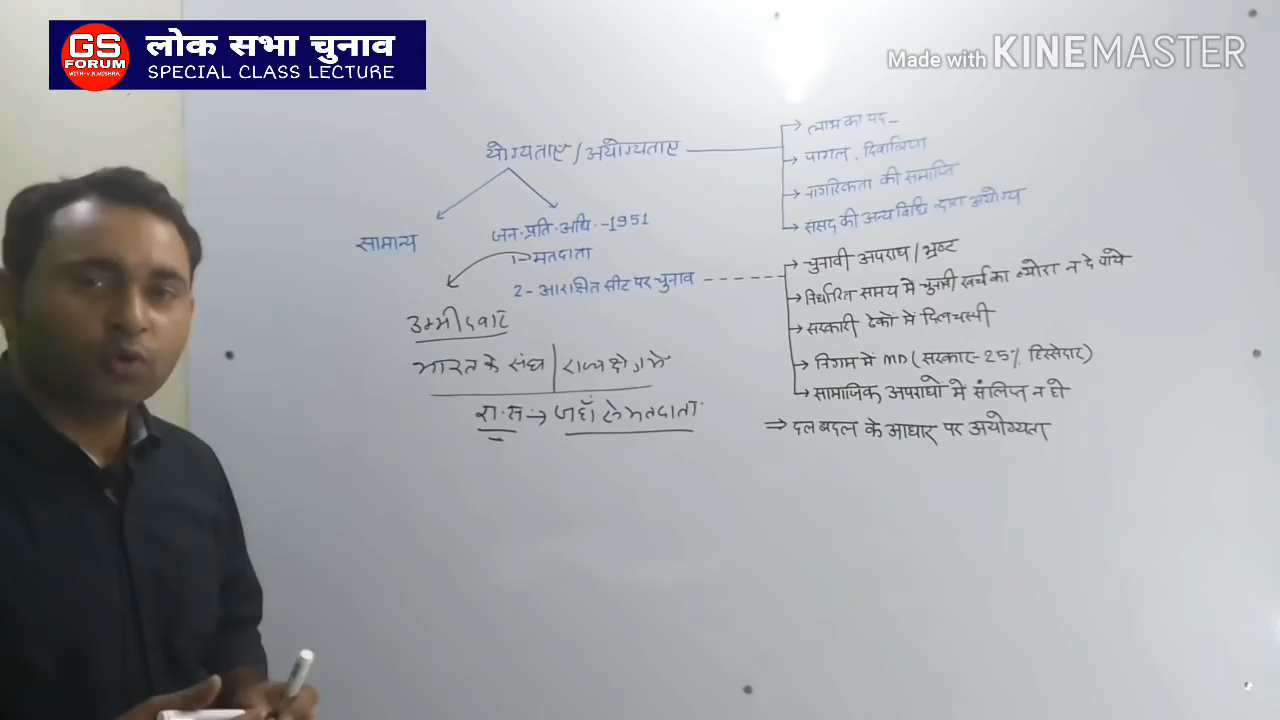 GS
FORUM
WITH-V.K.MISHRA
लोक सभा चुनाव
SPECIAL CLASS LECTURE
Made with KINEMASTER
योग्यताएं / अयोग्यताएं
सामान्य
जन॰प्रति॰अधि॰-1951
1→मतदाता
2- आरक्षित सीट पर चुनाव
उम्मीदवार
भारत के संघ | राज्य क्षेत्र में
रा॰स → जहाँ से मतदाता
लाभ का पद -
पागल, दिवालिया
नागरिकता की समाप्ति
संसद की अन्य विधि द्वारा अयोग्य
चुनावी अपराध / भ्रष्ट
निर्धारित समय में चुनावी खर्च का ब्योरा न दे पाये
सरकारी ठेको में दिलचस्पी
निगम में MD (सरकार-25% हिस्सेदार)
सामाजिक अपराधो में संलिप्त न हो
⇒ दल बदल के आधार पर अयोग्यता